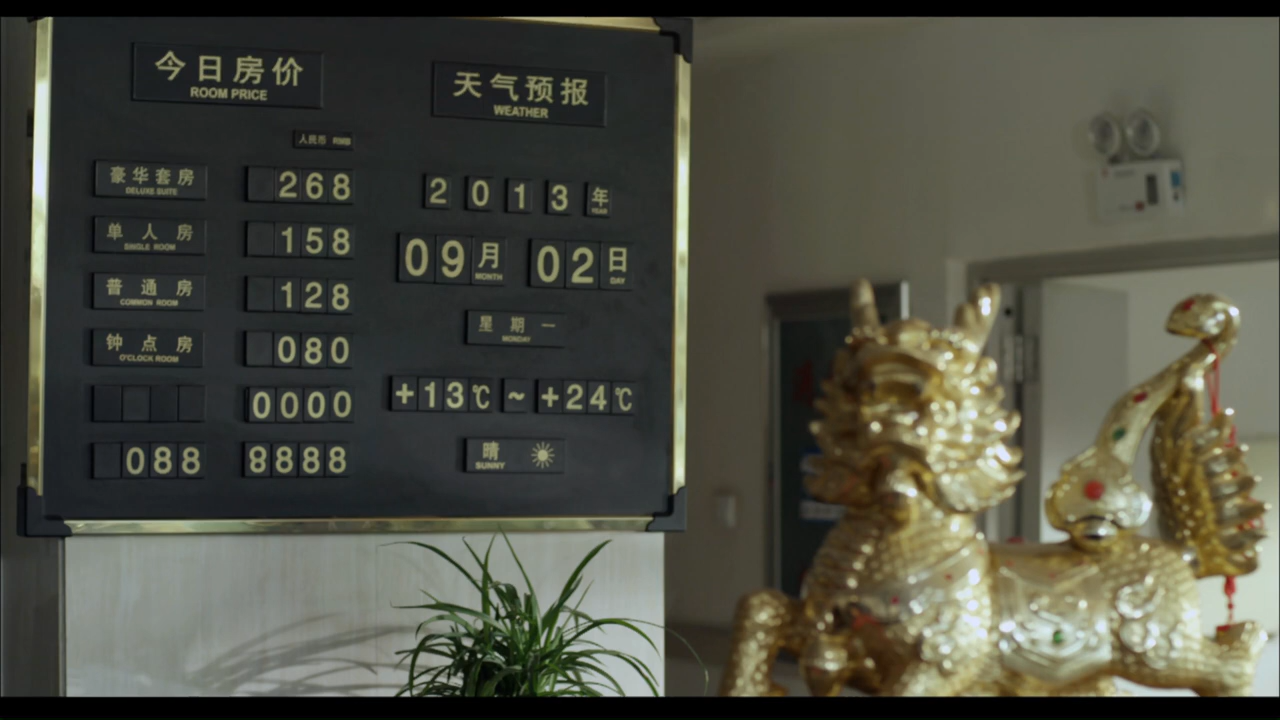 今日房价
ROOM PRICE
人民币 RMB
豪华套房 268
DELUXE SUITE
单人房 158
SINGLE ROOM
普通房 128
COMMON ROOM
钟点房 080
O'CLOCK ROOM
0000
088 8888
天气预报
WEATHER
2013年
YEAR
09月 02日
MONTH DAY
星期一
MONDAY
+13℃ ~ +24℃
晴
SUNNY